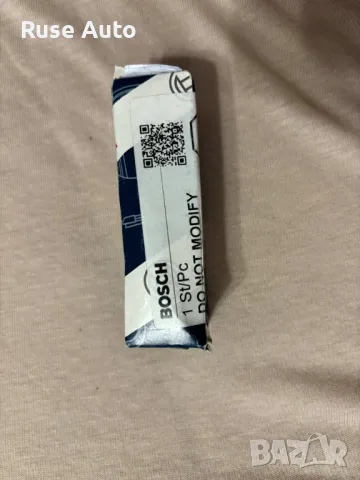 Ruse Auto
BOSCH
1 St/Pc
DO NOT MODIFY
BAZAR